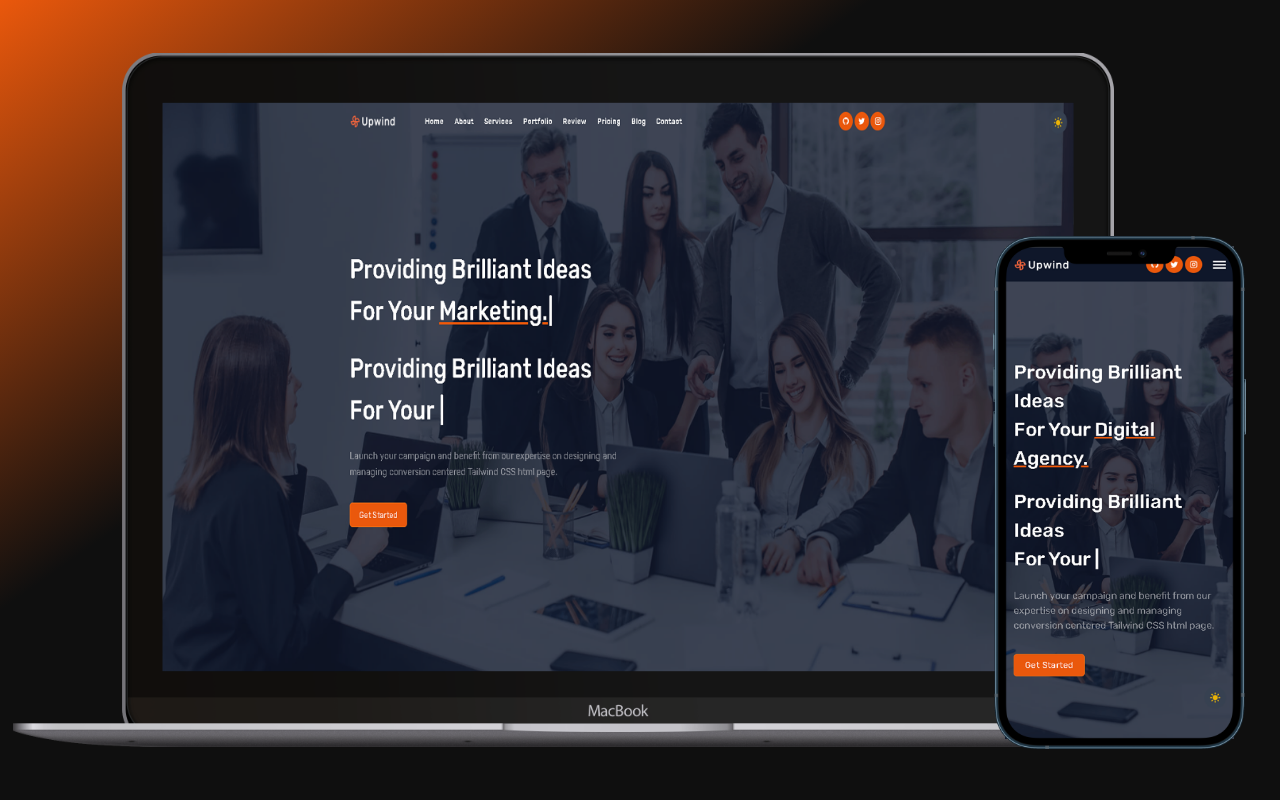 Upwind
Home About Services Portfolio Review Pricing Blog Contact
Providing Brilliant Ideas
For Your Marketing.
Providing Brilliant Ideas
For Your
Launch your campaign and benefit from our expertise on designing and
managing conversion centered Tailwind CSS html page.
Get Started
MacBook
Upwind
Providing Brilliant
Ideas
For Your Digital
Agency.
Providing Brilliant
Ideas
For Your
Launch your campaign and benefit from our
expertise on designing and managing
conversion centered Tailwind CSS html page.
Get Started